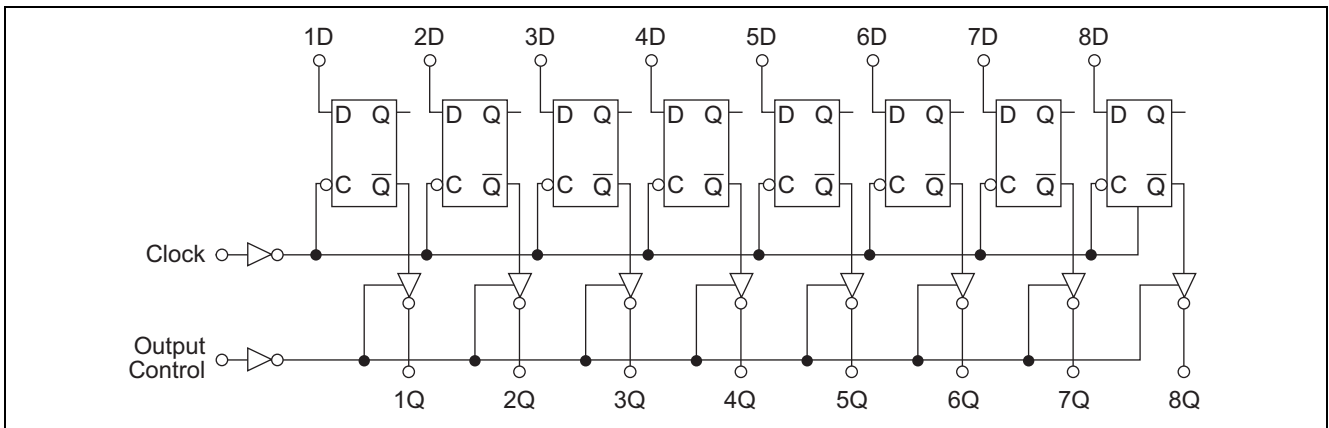 1D 2D 3D 4D 5D 6D 7D 8D
D Q D Q D Q D Q D Q D Q D Q D Q
C Q̅ C Q̅ C Q̅ C Q̅ C Q̅ C Q̅ C Q̅ C Q̅
Clock
Output
Control
1Q 2Q 3Q 4Q 5Q 6Q 7Q 8Q